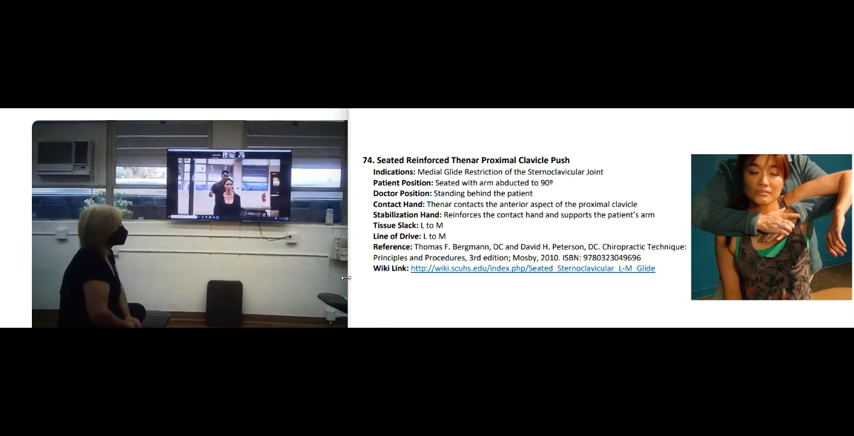 74. Seated Reinforced Thenar Proximal Clavicle Push
Indications: Medial Glide Restriction of the Sternoclavicular Joint
Patient Position: Seated with arm abducted to 90º
Doctor Position: Standing behind the patient
Contact Hand: Thenar contacts the anterior aspect of the proximal clavicle
Stabilization Hand: Reinforces the contact hand and supports the patient's arm
Tissue Slack: L to M
Line of Drive: L to M
Reference: Thomas F. Bergmann, DC and David H. Peterson, DC. Chiropractic Technique:
Principles and Procedures, 3rd edition; Mosby, 2010. ISBN: 9780323049696
Wiki Link: http://wiki.scuhs.edu/index.php/Seated_Sternoclavicular_L-M_Glide